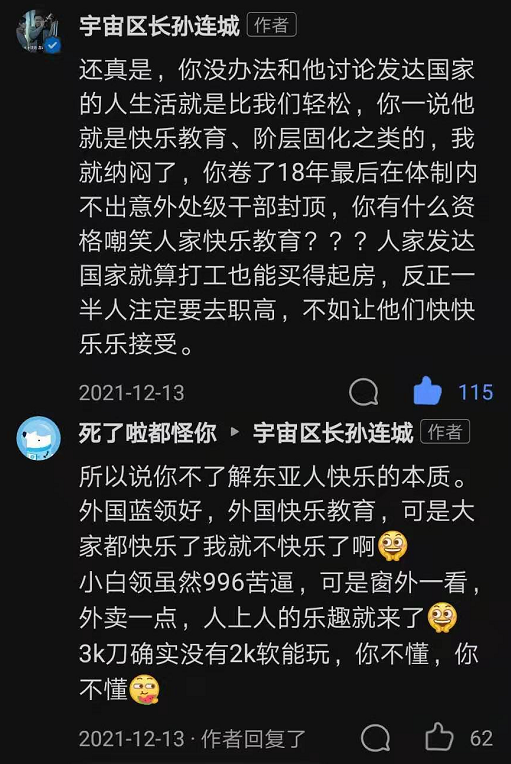 宇宙区长孙连城 作者
还真是，你没办法和他讨论发达国家
的人生活就是比我们轻松，你一说他
就是快乐教育、阶层固化之类的，我
就纳闷了，你卷了18年最后在体制内
不出意外处级干部封顶，你有什么资
格嘲笑人家快乐教育？？？人家发达
国家就算打工也能买得起房，反正一
半人注定要去职高，不如让他们快快
乐乐接受。
2021-12-13 115
死了啦都怪你 ▸ 宇宙区长孙连城 作者
所以说你不了解东亚人快乐的本质。
外国蓝领好，外国快乐教育，可是大
家都快乐了我就不快乐了啊
小白领虽然996苦逼，可是窗外一看，
外卖一点，人上人的乐趣就来了
3k刀确实没有2k软能玩，你不懂，你
不懂
2021-12-13 · 作者回复了 62